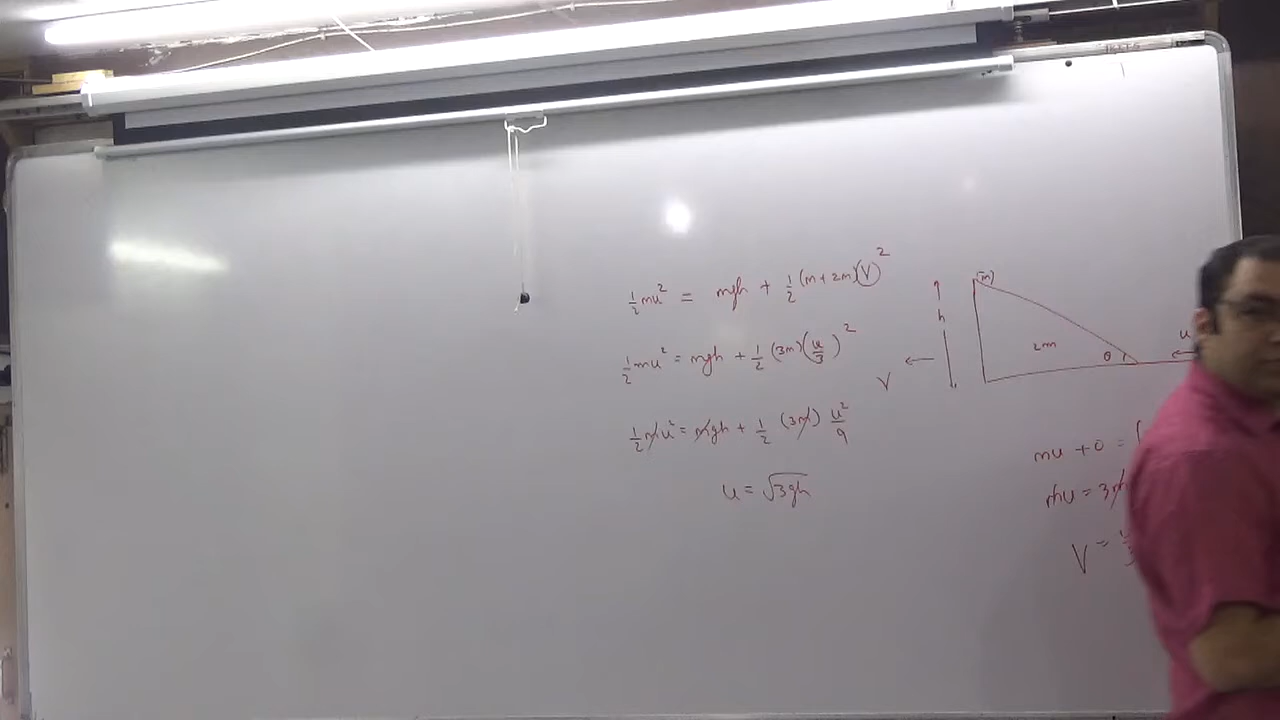 ½mu² = mgh + ½(m+2m)(V)²
½mu² = mgh + ½(3m)(u/3)²
½mu² = mgh + ½(3m) u²/9
u = √3gh
m
h
2m
θ
u
V
mu + 0 = (
mu = 3m
V = u/3